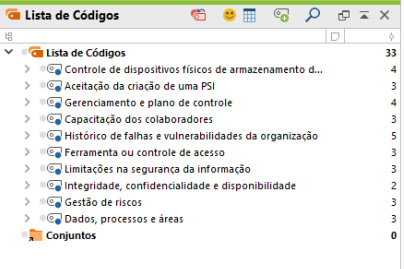 Lista de Códigos
Lista de Códigos 33
Controle de dispositivos físicos de armazenamento d... 4
Aceitação da criação de uma PSI 3
Gerenciamento e plano de controle 4
Capacitação dos colaboradores 3
Histórico de falhas e vulnerabilidades da organização 5
Ferramenta ou controle de acesso 3
Limitações na segurança da informação 3
Integridade, confidencialidade e disponibilidade 2
Gestão de riscos 3
Dados, processos e áreas 3
Conjuntos 0